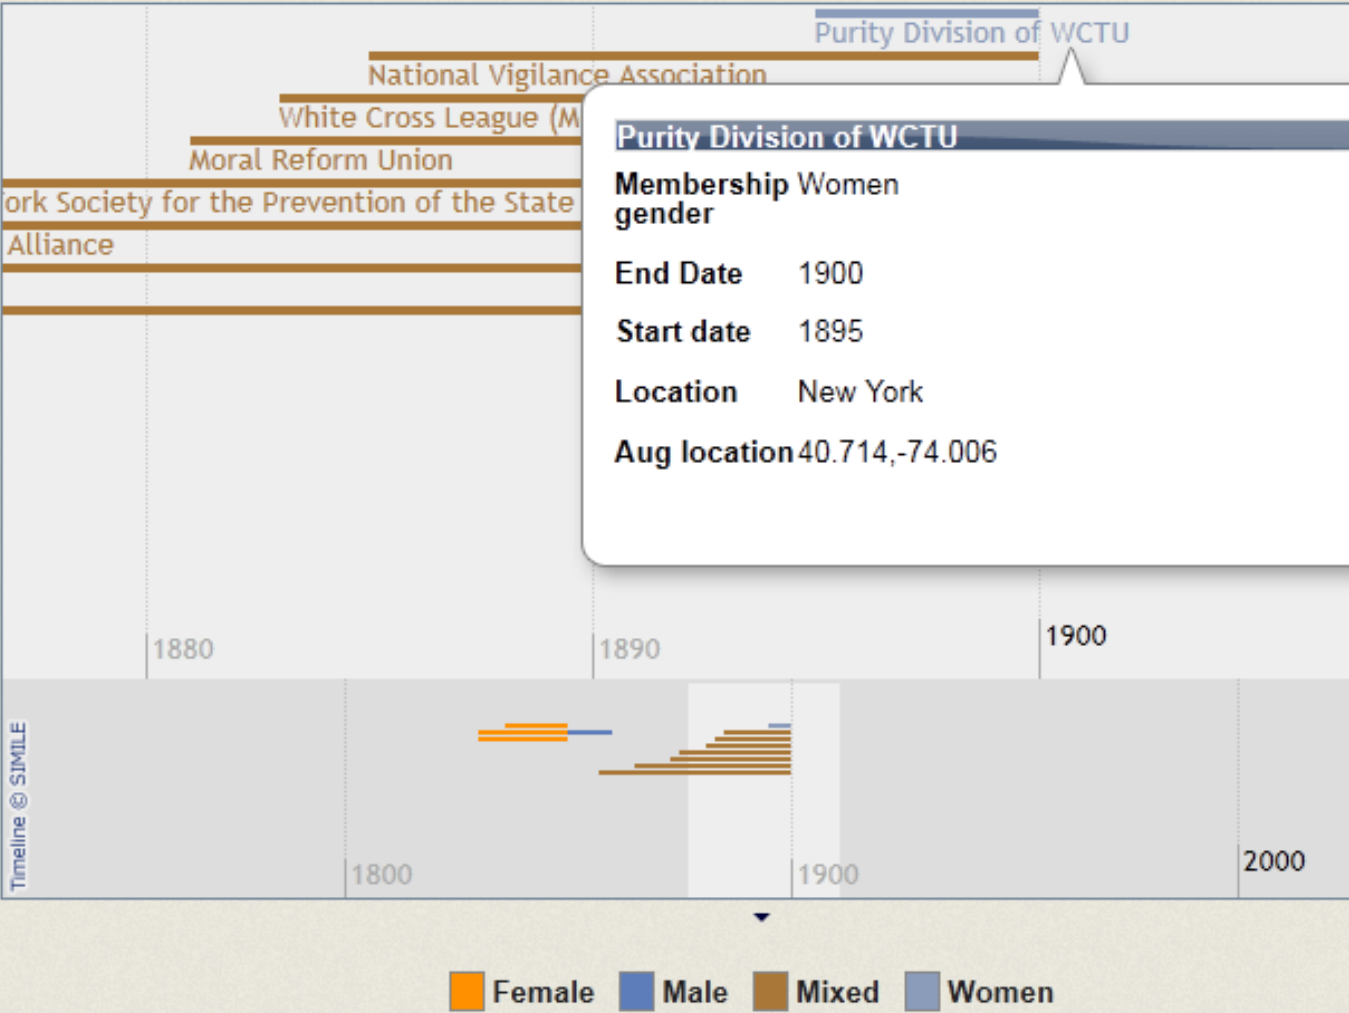 Purity Division of WCTU
National Vigilance Association
White Cross League (M
Moral Reform Union
ork Society for the Prevention of the State
Alliance
Purity Division of WCTU
Membership gender Women
End Date 1900
Start date 1895
Location New York
Aug location 40.714,-74.006
1880 1890 1900
Timeline © SIMILE
1800 1900 2000
Female Male Mixed Women